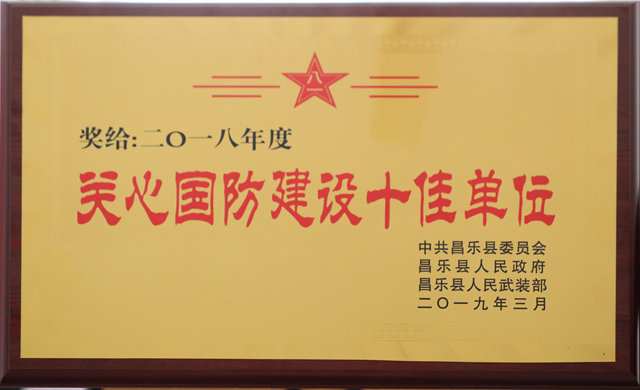 八一
奖给:二〇一八年度
关心国防建设十佳单位
中共昌乐县委员会
昌乐县人民政府
昌乐县人民武装部
二〇一九年三月